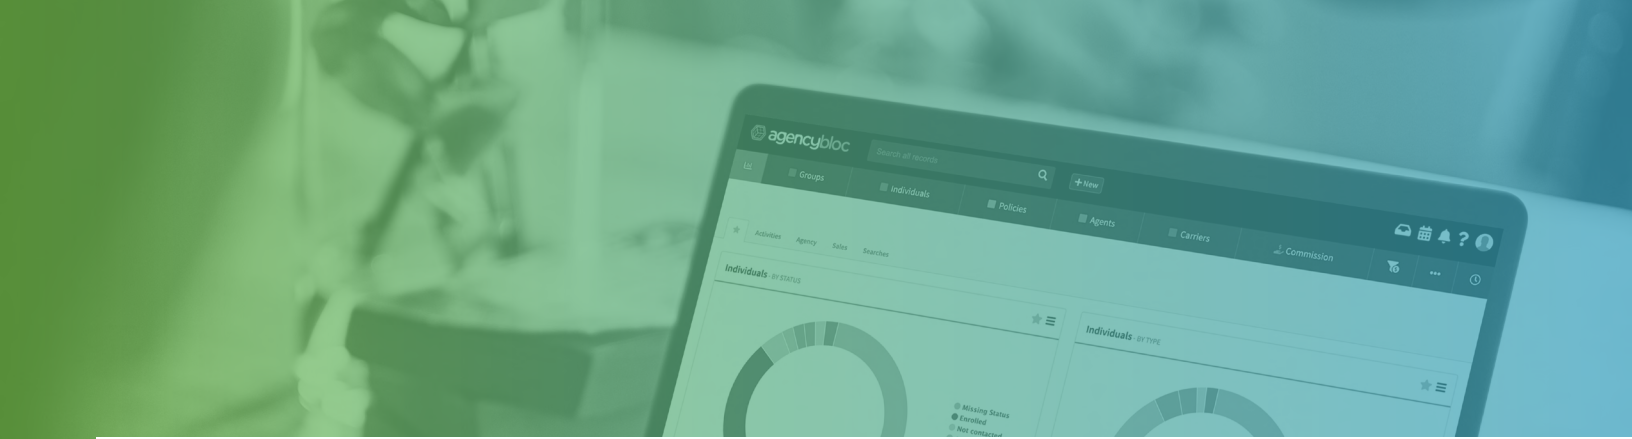 agencybloc
Search all records
+ New
Groups
Individuals
Policies
Agents
Carriers
Commission
Activities
Agency
Sales
Searches
Individuals - BY STATUS
Missing Status
Enrolled
Not contacted
Individuals - BY TYPE